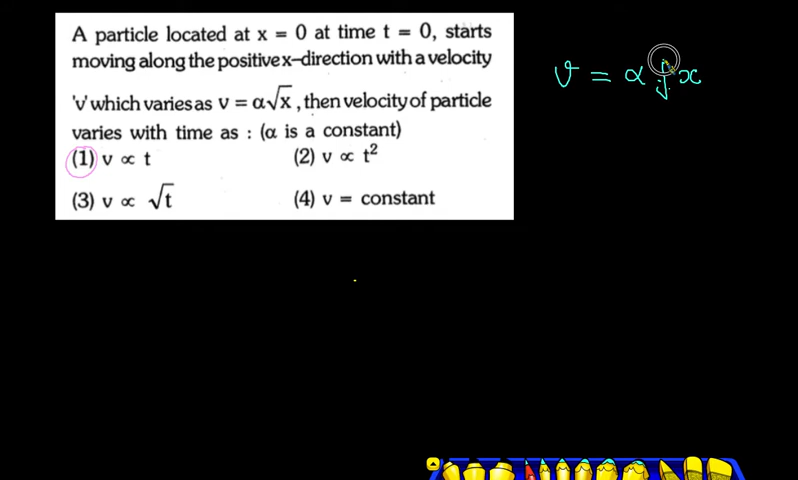 A particle located at x = 0 at time t = 0, starts
moving along the positive x–direction with a velocity
'v' which varies as v = α√x, then velocity of particle
varies with time as : (α is a constant)
(1) v ∝ t (2) v ∝ t²
(3) v ∝ √t (4) v = constant
v = α x